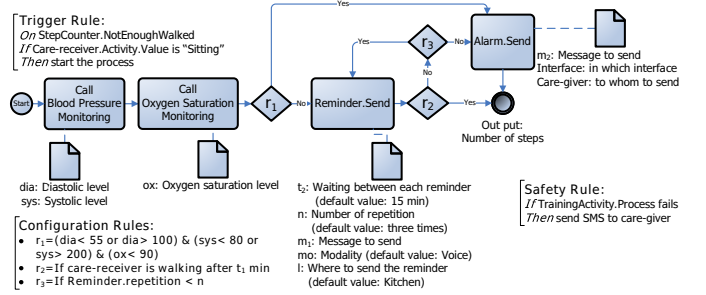 Trigger Rule:
On StepCounter.NotEnoughWalked
If Care-receiver.Activity.Value is "Sitting"
Then start the process
Yes
Yes
r3
No
Alarm.Send
m2: Message to send
Interface: in which interface
Care-giver: to whom to send
Start
Call
Blood Pressure
Monitoring
Call
Oxygen Saturation
Monitoring
r1
No
Reminder.Send
No
r2
Yes
Out put:
Number of steps
dia: Diastolic level
sys: Systolic level
ox: Oxygen saturation level
t2: Waiting between each reminder
(default value: 15 min)
n: Number of repetition
(default value: three times)
m1: Message to send
mo: Modality (default value: Voice)
l: Where to send the reminder
(default value: Kitchen)
Safety Rule:
If TrainingActivity.Process fails
Then send SMS to care-giver
Configuration Rules:
• r1=(dia< 55 or dia> 100) & (sys< 80 or
sys> 200) & (ox< 90)
• r2=If care-receiver is walking after t1 min
• r3=If Reminder.repetition < n